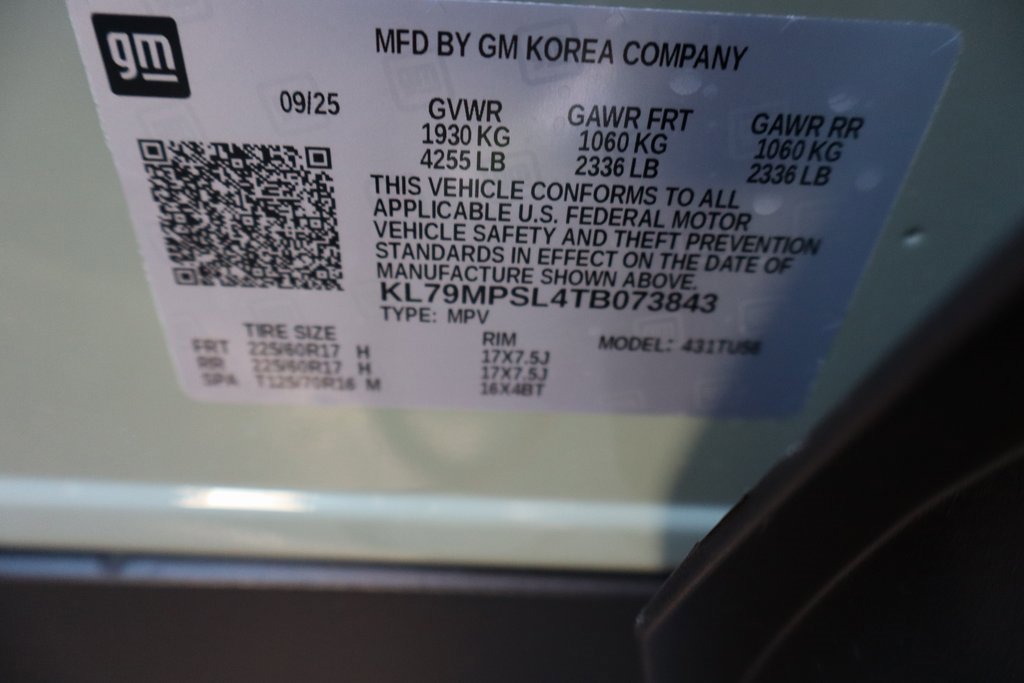 gm
MFD BY GM KOREA COMPANY
09/25
GVWR GAWR FRT GAWR RR
1930 KG 1060 KG 1060 KG
4255 LB 2336 LB 2336 LB
THIS VEHICLE CONFORMS TO ALL
APPLICABLE U.S. FEDERAL MOTOR
VEHICLE SAFETY AND THEFT PREVENTION
STANDARDS IN EFFECT ON THE DATE OF
MANUFACTURE SHOWN ABOVE.
KL79MPSL4TB073843
TYPE: MPV
TIRE SIZE RIM MODEL: 431TU56
FRT 225/60R17 H 17X7.5J
RR 225/60R17 H 17X7.5J
SPA T125/70R16 M 16X4BT